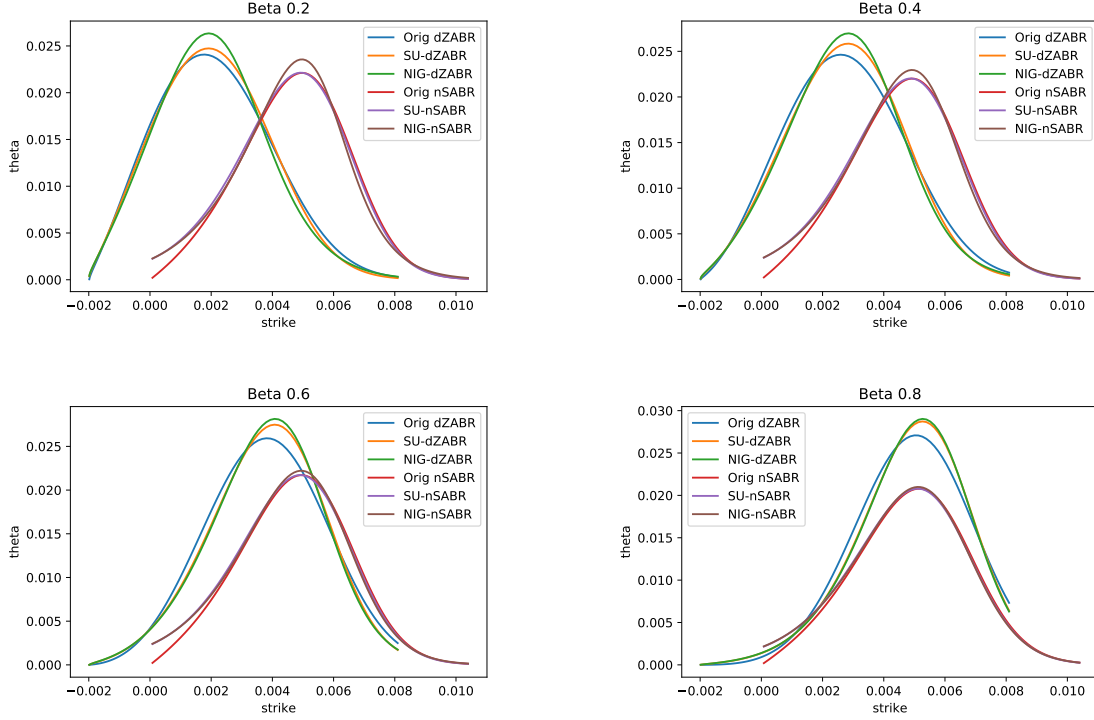 Beta 0.2
theta
0.025
0.020
0.015
0.010
0.005
0.000
Orig dZABR
SU-dZABR
NIG-dZABR
Orig nSABR
SU-nSABR
NIG-nSABR
−0.002 0.000 0.002 0.004 0.006 0.008 0.010
strike
Beta 0.4
theta
0.025
0.020
0.015
0.010
0.005
0.000
Orig dZABR
SU-dZABR
NIG-dZABR
Orig nSABR
SU-nSABR
NIG-nSABR
−0.002 0.000 0.002 0.004 0.006 0.008 0.010
strike
Beta 0.6
theta
0.025
0.020
0.015
0.010
0.005
0.000
Orig dZABR
SU-dZABR
NIG-dZABR
Orig nSABR
SU-nSABR
NIG-nSABR
−0.002 0.000 0.002 0.004 0.006 0.008 0.010
strike
Beta 0.8
theta
0.030
0.025
0.020
0.015
0.010
0.005
0.000
Orig dZABR
SU-dZABR
NIG-dZABR
Orig nSABR
SU-nSABR
NIG-nSABR
−0.002 0.000 0.002 0.004 0.006 0.008 0.010
strike